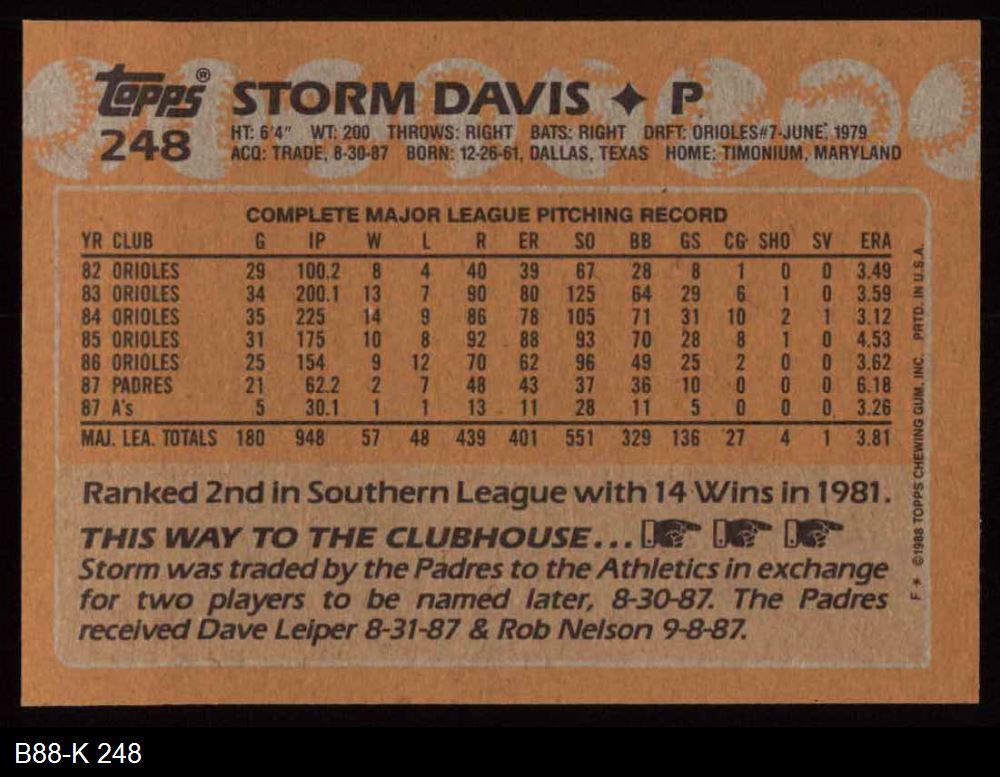 Topps® STORM DAVIS ✦ P
248 HT: 6'4" WT: 200 THROWS: RIGHT BATS: RIGHT DRFT: ORIOLES#7-JUNE, 1979
ACQ: TRADE, 8-30-87 BORN: 12-26-61, DALLAS, TEXAS HOME: TIMONIUM, MARYLAND
COMPLETE MAJOR LEAGUE PITCHING RECORD
YR CLUB G IP W L R ER SO BB GS CG SHO SV ERA
82 ORIOLES 29 100.2 8 4 40 39 67 28 8 1 0 0 3.49
83 ORIOLES 34 200.1 13 7 90 80 125 64 29 6 1 0 3.59
84 ORIOLES 35 225 14 9 86 78 105 71 31 10 2 1 3.12
85 ORIOLES 31 175 10 8 92 88 93 70 28 8 1 0 4.53
86 ORIOLES 25 154 9 12 70 62 96 49 25 2 0 0 3.62
87 PADRES 21 62.2 2 7 48 43 37 36 10 0 0 0 6.18
87 A's 5 30.1 1 1 13 11 28 11 5 0 0 0 3.26
MAJ. LEA. TOTALS 180 948 57 48 439 401 551 329 136 27 4 1 3.81
Ranked 2nd in Southern League with 14 Wins in 1981.
THIS WAY TO THE CLUBHOUSE...
Storm was traded by the Padres to the Athletics in exchange
for two players to be named later, 8-30-87. The Padres
received Dave Leiper 8-31-87 & Rob Nelson 9-8-87.
F * ©1988 TOPPS CHEWING GUM, INC. PRTD. IN U.S.A.
B88-K 248